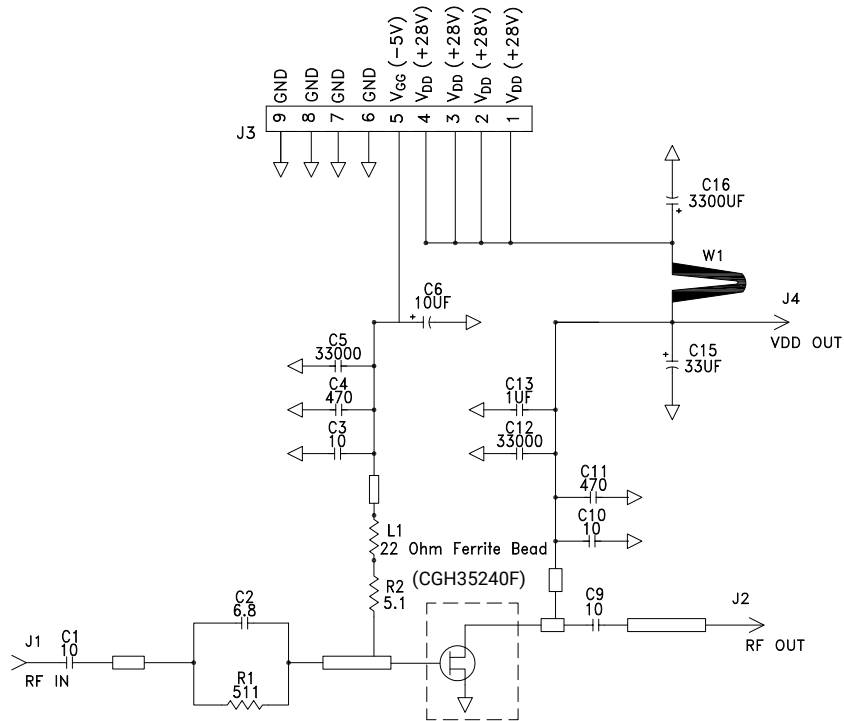 GND
GND
GND
GND
VGG (−5V)
VDD (+28V)
VDD (+28V)
VDD (+28V)
VDD (+28V)
J3
9 8 7 6 5 4 3 2 1
C16
3300UF
+
W1
J4
VDD OUT
C6
10UF
+
C5
33000
C15
33UF
+
C4
470
C13
1UF
C3
10
C12
33000
C11
470
C10
10
L1
22 Ohm Ferrite Bead
(CGH35240F)
R2
5.1
C2
6.8
C9
10
J2
RF OUT
J1
RF IN
C1
10
R1
511